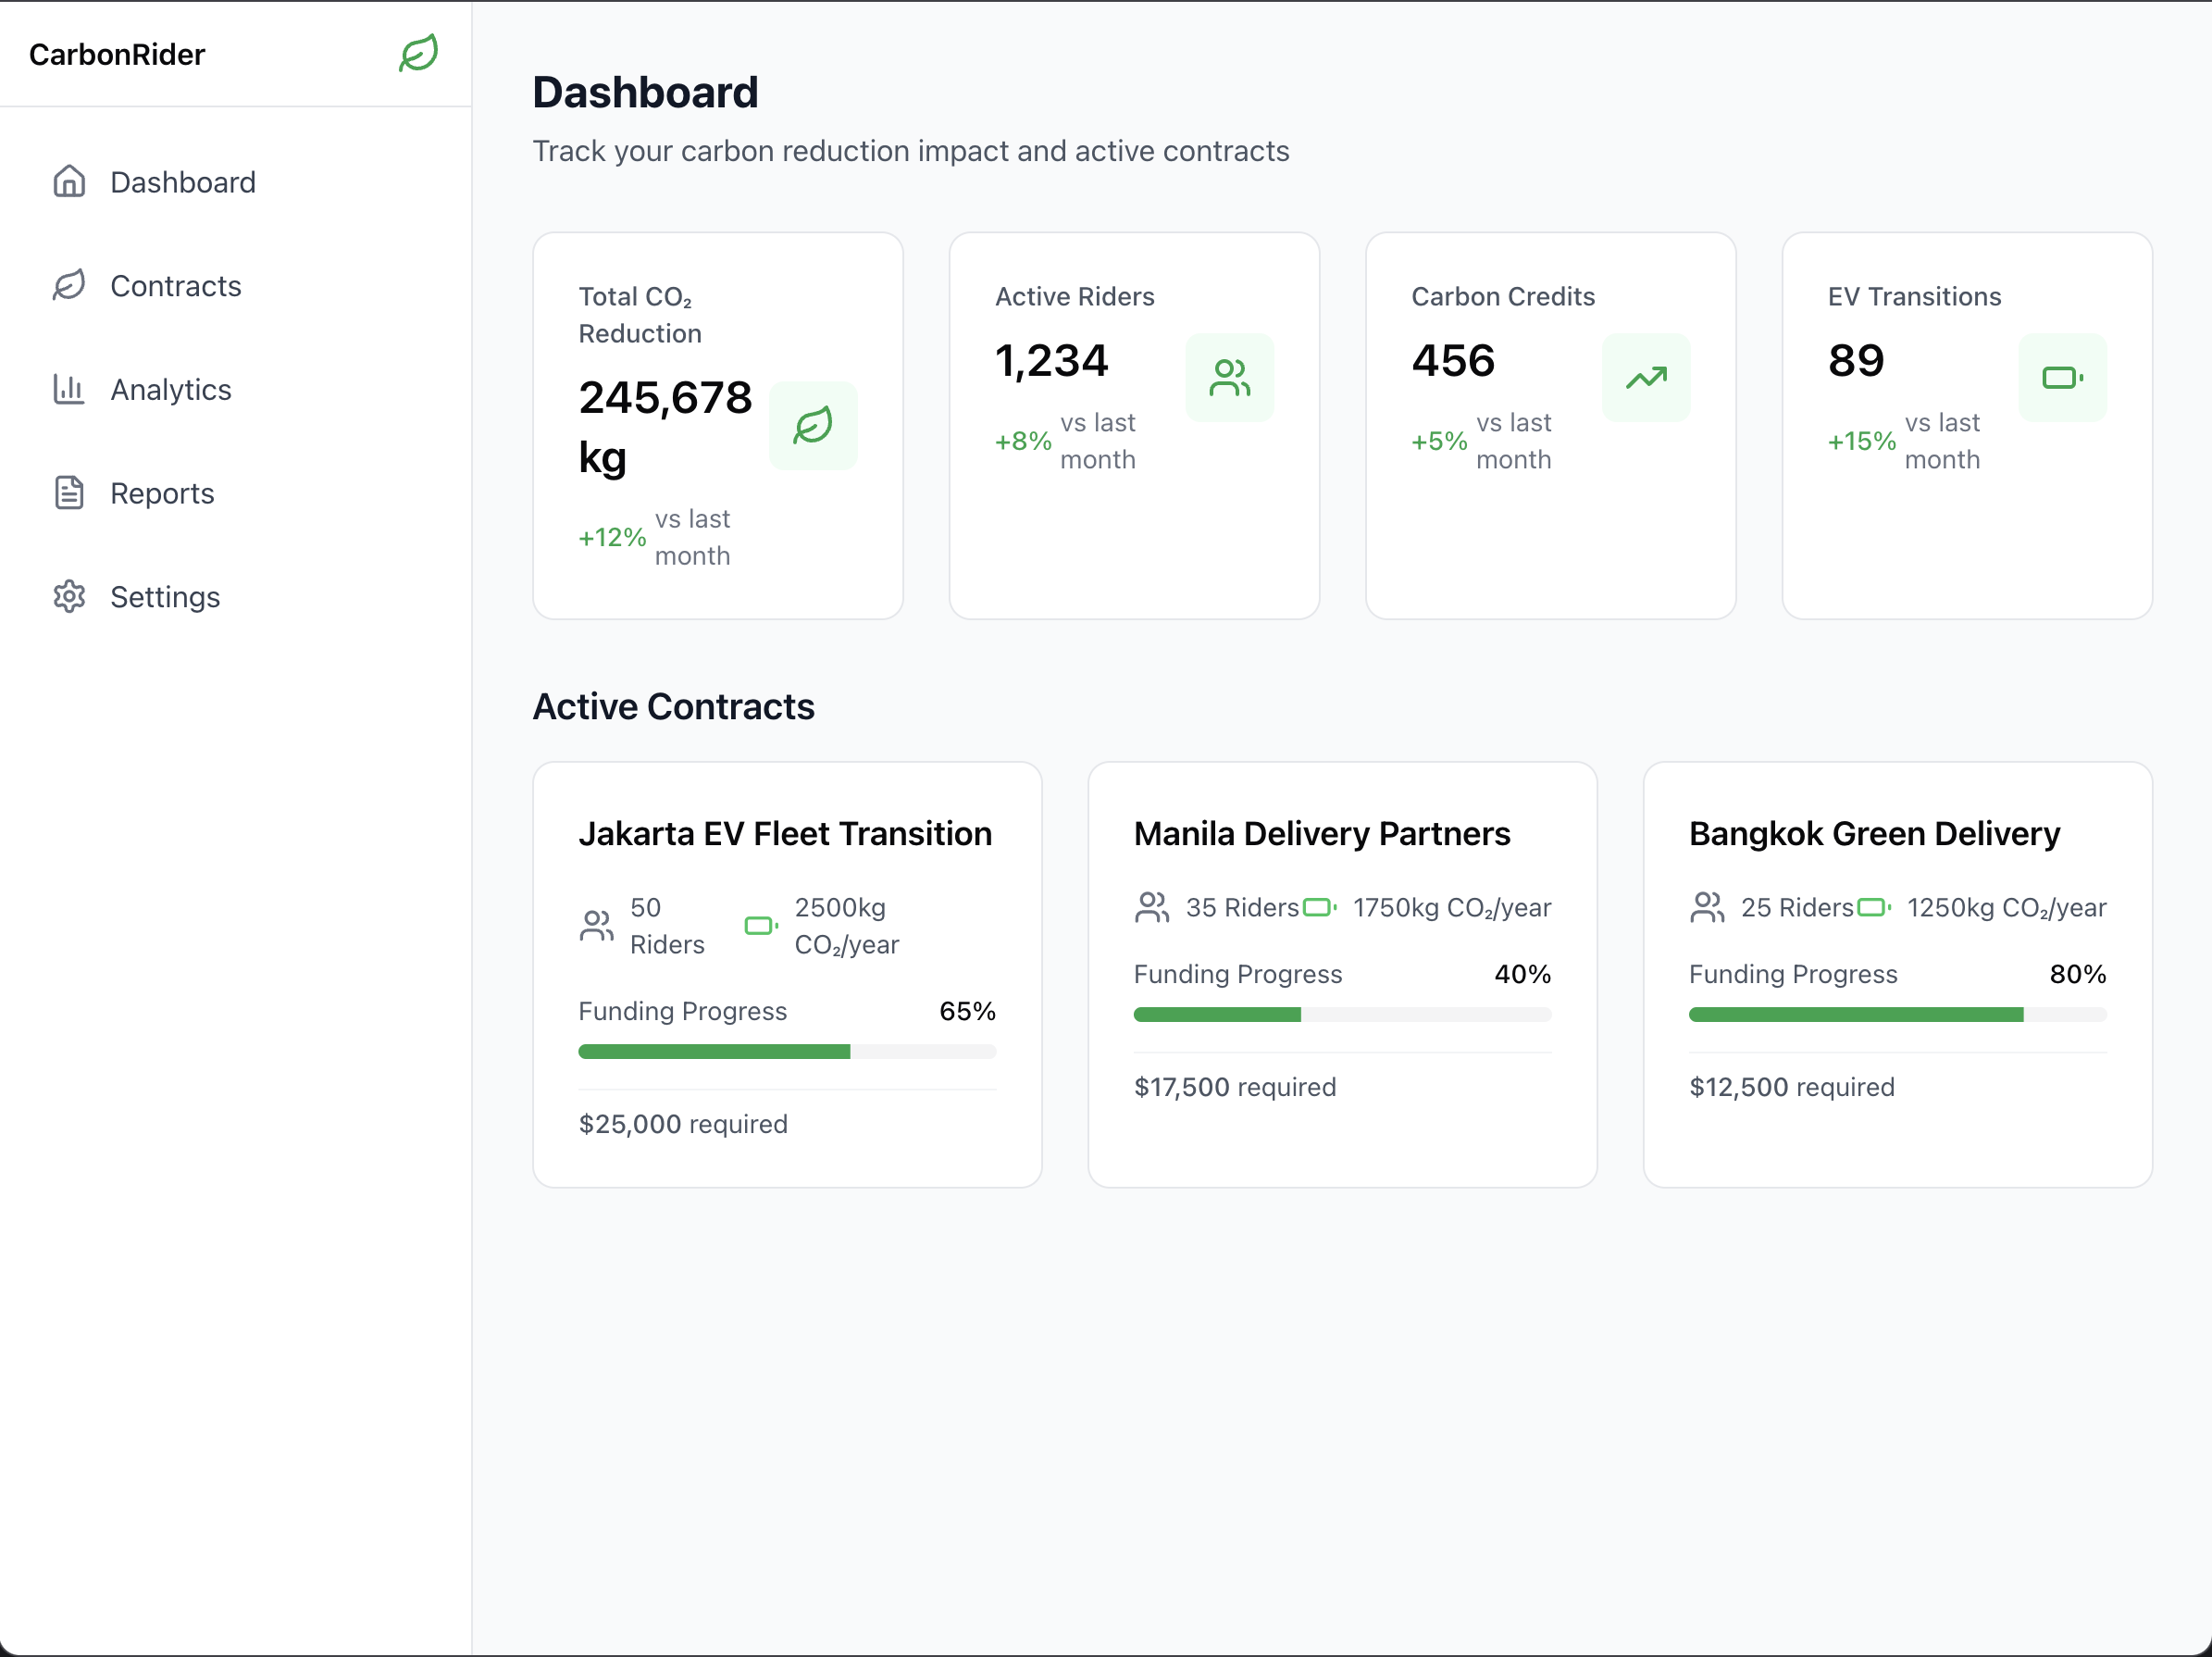 CarbonRider
Dashboard
Contracts
Analytics
Reports
Settings
Dashboard
Track your carbon reduction impact and active contracts
Total CO₂
Reduction
245,678
kg
+12% vs last
month
Active Riders
1,234
+8% vs last
month
Carbon Credits
456
+5% vs last
month
EV Transitions
89
+15% vs last
month
Active Contracts
Jakarta EV Fleet Transition
50
Riders
2500kg
CO₂/year
Funding Progress 65%
$25,000 required
Manila Delivery Partners
35 Riders 1750kg CO₂/year
Funding Progress 40%
$17,500 required
Bangkok Green Delivery
25 Riders 1250kg CO₂/year
Funding Progress 80%
$12,500 required